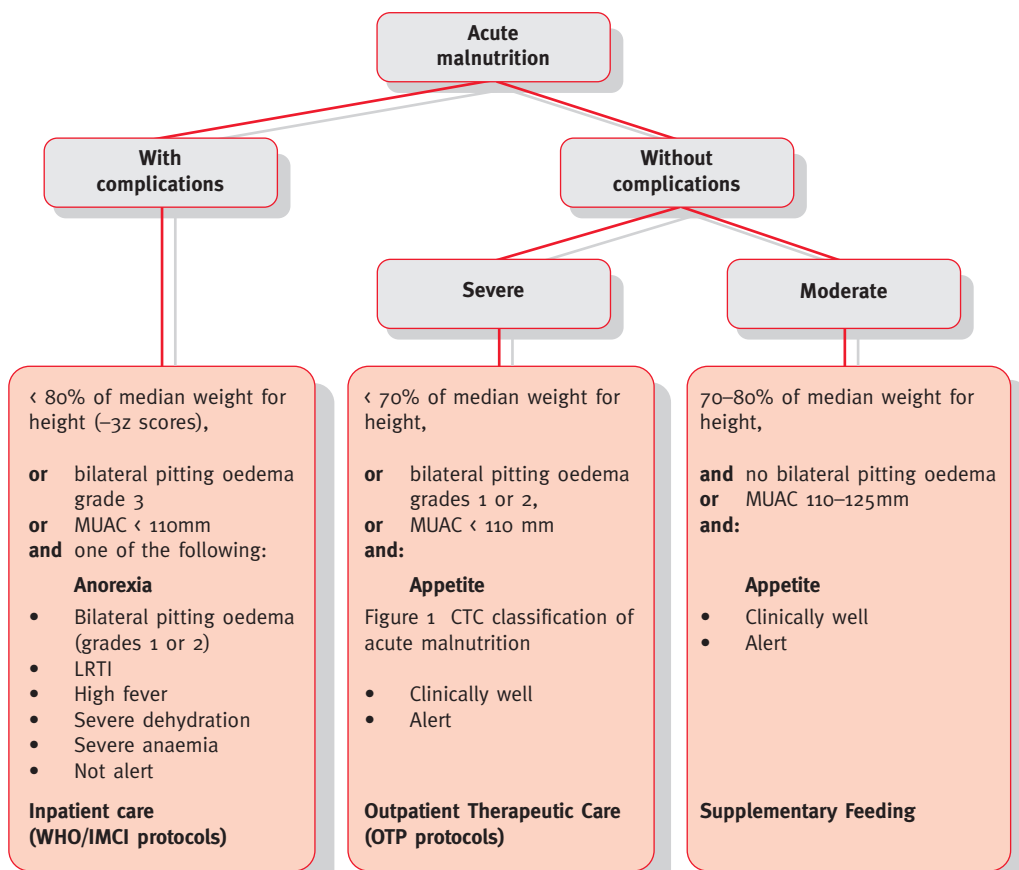 Acute
malnutrition
With
complications
Without
complications
Severe
Moderate
‹ 80% of median weight for
height (–3z scores),
or bilateral pitting oedema
grade 3
or MUAC ‹ 110mm
and one of the following:
Anorexia
• Bilateral pitting oedema
(grades 1 or 2)
• LRTI
• High fever
• Severe dehydration
• Severe anaemia
• Not alert
Inpatient care
(WHO/IMCI protocols)
‹ 70% of median weight for
height,
or bilateral pitting oedema
grades 1 or 2,
or MUAC ‹ 110 mm
and:
Appetite
Figure 1 CTC classification of
acute malnutrition
• Clinically well
• Alert
Outpatient Therapeutic Care
(OTP protocols)
70–80% of median weight for
height,
and no bilateral pitting oedema
or MUAC 110–125mm
and:
Appetite
• Clinically well
• Alert
Supplementary Feeding